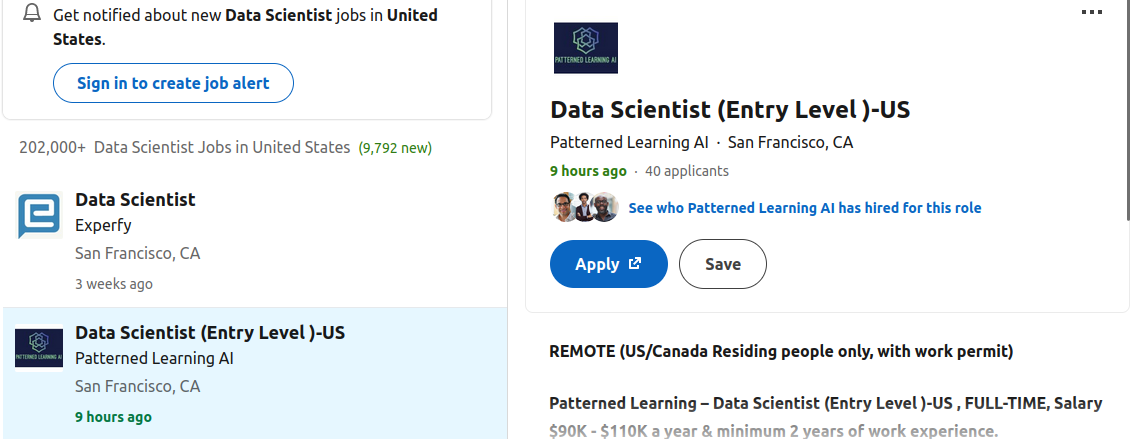 Get notified about new Data Scientist jobs in United
States.
Sign in to create job alert
202,000+ Data Scientist Jobs in United States (9,792 new)
Data Scientist
Experfy
San Francisco, CA
3 weeks ago
PATTERNED LEARNING AI
Data Scientist (Entry Level )-US
Patterned Learning AI
San Francisco, CA
9 hours ago
PATTERNED LEARNING AI
Data Scientist (Entry Level )-US
Patterned Learning AI · San Francisco, CA
9 hours ago · 40 applicants
See who Patterned Learning AI has hired for this role
Apply
Save
REMOTE (US/Canada Residing people only, with work permit)
Patterned Learning – Data Scientist (Entry Level )-US , FULL-TIME, Salary
$90K - $110K a year & minimum 2 years of work experience.